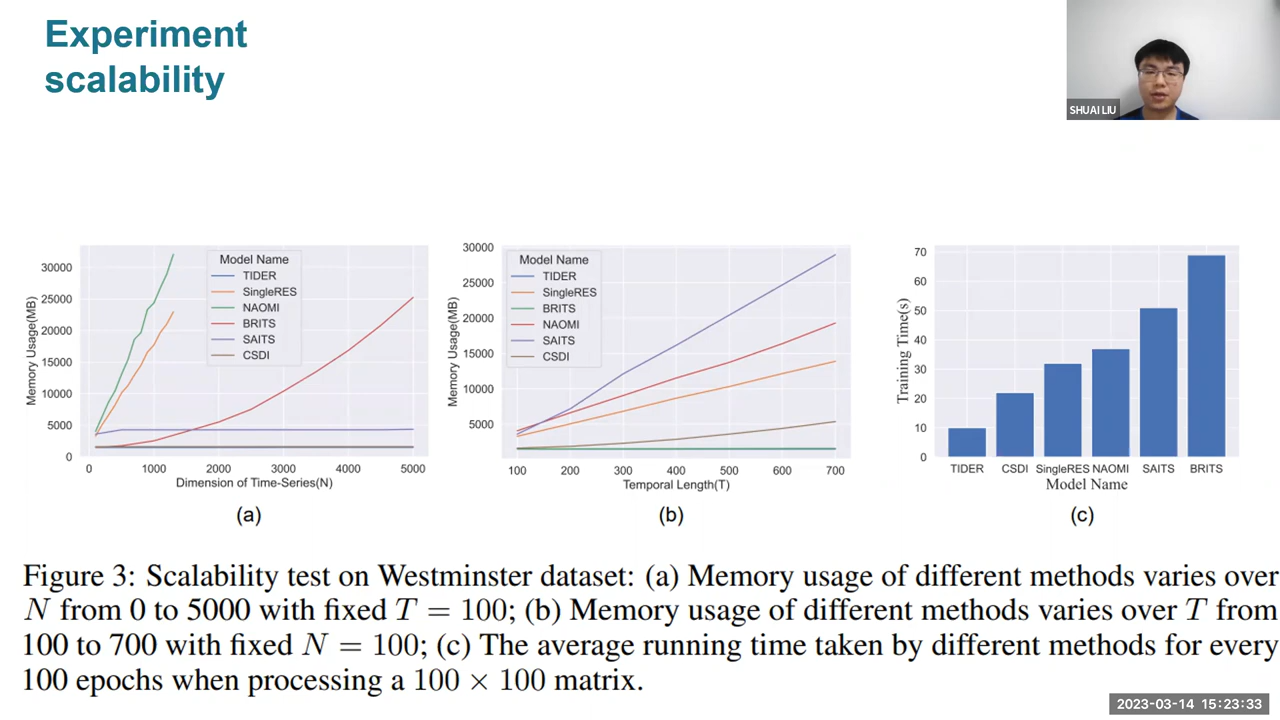 Experiment
scalability
SHUAI LIU
Memory Usage(MB)
30000
25000
20000
15000
10000
5000
0
Model Name
TIDER
SingleRES
NAOMI
BRITS
SAITS
CSDI
0 1000 2000 3000 4000 5000
Dimension of Time-Series(N)
(a)
Memory Usage(MB)
30000
25000
20000
15000
10000
5000
Model Name
TIDER
SingleRES
BRITS
NAOMI
SAITS
CSDI
100 200 300 400 500 600 700
Temporal Length(T)
(b)
Training Time(s)
70
60
50
40
30
20
10
0
TIDER CSDI SingleRES NAOMI SAITS BRITS
Model Name
(c)
Figure 3: Scalability test on Westminster dataset: (a) Memory usage of different methods varies over
N from 0 to 5000 with fixed T = 100; (b) Memory usage of different methods varies over T from
100 to 700 with fixed N = 100; (c) The average running time taken by different methods for every
100 epochs when processing a 100 × 100 matrix.
2023-03-14 15:23:33